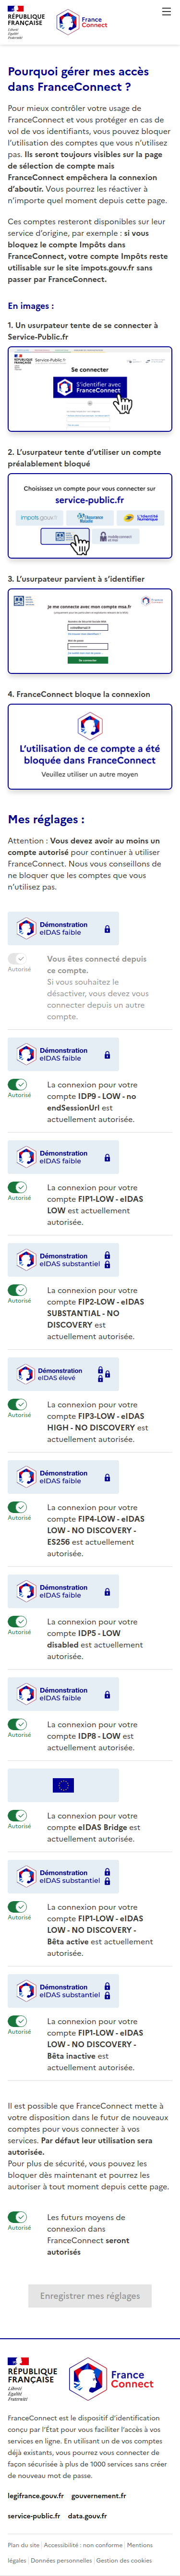 RÉPUBLIQUE
FRANÇAISE
Liberté
Égalité
Fraternité
France
Connect
Pourquoi gérer mes accès
dans FranceConnect ?
Pour mieux contrôler votre usage de
FranceConnect et vous protéger en cas de
vol de vos identifiants, vous pouvez bloquer
l'utilisation des comptes que vous n'utilisez
pas. Ils seront toujours visibles sur la page
de sélection de compte mais
FranceConnect empêchera la connexion
d'aboutir. Vous pourrez les réactiver à
n'importe quel moment depuis cette page.
Ces comptes resteront disponibles sur leur
service d'origine, par exemple : si vous
bloquez le compte Impôts dans
FranceConnect, votre compte Impôts reste
utilisable sur le site impots.gouv.fr sans
passer par FranceConnect.
En images :
1. Un usurpateur tente de se connecter à
Service-Public.fr
Service-Public.fr
Se connecter
S'identifier avec
FranceConnect
2. L'usurpateur tente d'utiliser un compte
préalablement bloqué
Choisissez un compte pour vous connecter sur
service-public.fr
impots.gouv.fr
l'Assurance
Maladie
L'Identité
Numérique
3. L'usurpateur parvient à s'identifier
Je me connecte avec mon compte msa.fr
Se connecter
4. FranceConnect bloque la connexion
L'utilisation de ce compte a été
bloquée dans FranceConnect
Veuillez utiliser un autre moyen
Mes réglages :
Attention : Vous devez avoir au moins un
compte autorisé pour continuer à utiliser
FranceConnect. Nous vous conseillons de
ne bloquer que les comptes que vous
n'utilisez pas.
Démonstration
eIDAS faible
Autorisé
Vous êtes connecté depuis
ce compte.
Si vous souhaitez le
désactiver, vous devez vous
connecter depuis un autre
compte.
Démonstration
eIDAS faible
Autorisé
La connexion pour votre
compte IDP9 - LOW - no
endSessionUrl est
actuellement autorisée.
Démonstration
eIDAS faible
Autorisé
La connexion pour votre
compte FIP1-LOW - eIDAS
LOW est actuellement
autorisée.
Démonstration
eIDAS substantiel
Autorisé
La connexion pour votre
compte FIP2-LOW - eIDAS
SUBSTANTIAL - NO
DISCOVERY est
actuellement autorisée.
Démonstration
eIDAS élevé
Autorisé
La connexion pour votre
compte FIP3-LOW - eIDAS
HIGH - NO DISCOVERY est
actuellement autorisée.
Démonstration
eIDAS faible
Autorisé
La connexion pour votre
compte FIP4-LOW - eIDAS
LOW - NO DISCOVERY -
ES256 est actuellement
autorisée.
Démonstration
eIDAS faible
Autorisé
La connexion pour votre
compte IDP5 - LOW
disabled est actuellement
autorisée.
Démonstration
eIDAS faible
Autorisé
La connexion pour votre
compte IDP8 - LOW est
actuellement autorisée.
Autorisé
La connexion pour votre
compte eIDAS Bridge est
actuellement autorisée.
Démonstration
eIDAS substantiel
Autorisé
La connexion pour votre
compte FIP1-LOW - eIDAS
LOW - NO DISCOVERY -
Bêta active est actuellement
autorisée.
Démonstration
eIDAS substantiel
Autorisé
La connexion pour votre
compte FIP1-LOW - eIDAS
LOW - NO DISCOVERY -
Bêta inactive est
actuellement autorisée.
Il est possible que FranceConnect mette à
votre disposition dans le futur de nouveaux
comptes pour vous connecter à vos
services. Par défaut leur utilisation sera
autorisée.
Pour plus de sécurité, vous pouvez les
bloquer dès maintenant et pourrez les
autoriser à tout moment depuis cette page.
Autorisé
Les futurs moyens de
connexion dans
FranceConnect seront
autorisés
Enregistrer mes réglages
RÉPUBLIQUE
FRANÇAISE
Liberté
Égalité
Fraternité
France
Connect
FranceConnect est le dispositif d'identification
conçu par l'État pour vous faciliter l'accès à vos
services en ligne. En utilisant un de vos comptes
déjà existants, vous pourrez vous connecter de
façon sécurisée à plus de 1000 services sans créer
de nouveau mot de passe.
legifrance.gouv.fr gouvernement.fr
service-public.fr data.gouv.fr
Plan du site | Accessibilité : non conforme | Mentions
légales | Données personnelles | Gestion des cookies